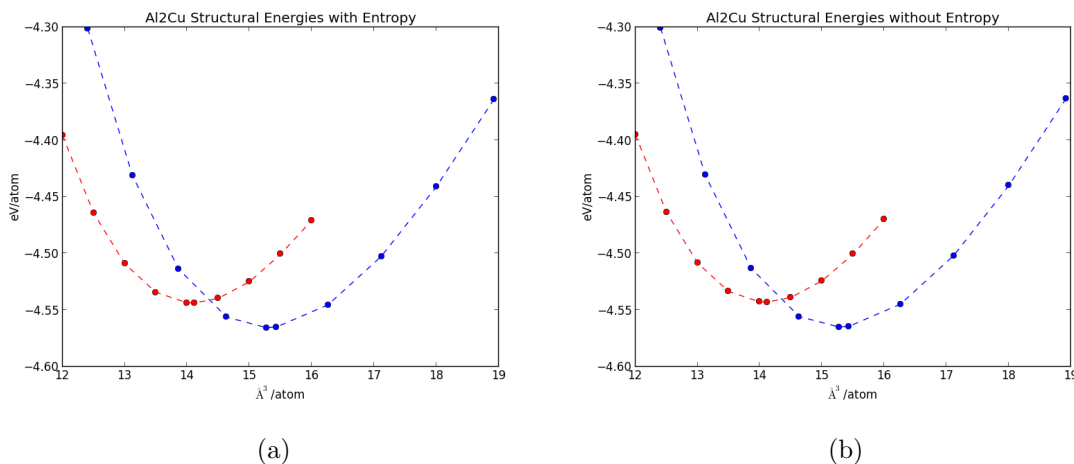 Al2Cu Structural Energies with Entropy
−4.30
−4.35
−4.40
−4.45
−4.50
−4.55
−4.60
eV/atom
12 13 14 15 16 17 18 19
Å³/atom
(a)
Al2Cu Structural Energies without Entropy
−4.30
−4.35
−4.40
−4.45
−4.50
−4.55
−4.60
eV/atom
12 13 14 15 16 17 18 19
Å³/atom
(b)